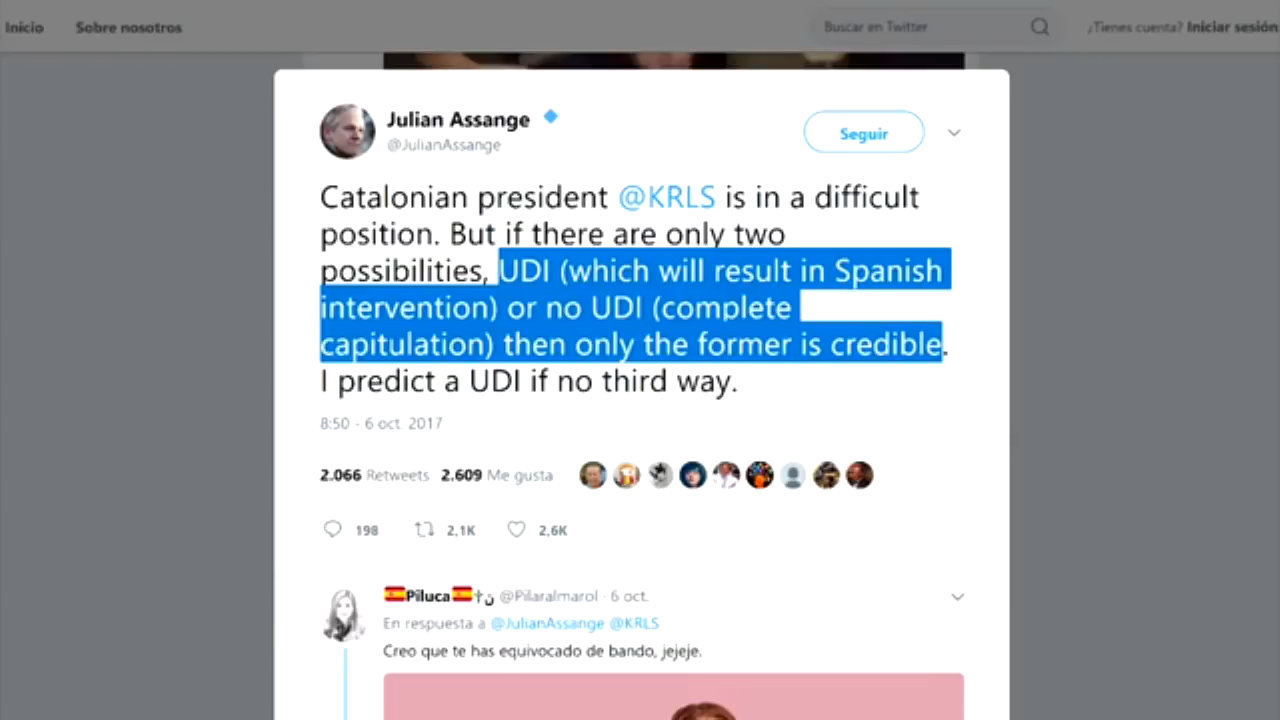 Inicio Sobre nosotros Buscar en Twitter ¿Tienes cuenta? Iniciar sesión
Julian Assange
@JulianAssange
Seguir
Catalonian president @KRLS is in a difficult
position. But if there are only two
possibilities, UDI (which will result in Spanish
intervention) or no UDI (complete
capitulation) then only the former is credible.
I predict a UDI if no third way.
8:50 - 6 oct. 2017
2.066 Retweets 2.609 Me gusta
198 2,1K 2,6K
🇪🇸Piluca🇪🇸✝ن @Pilaralmarol · 6 oct.
En respuesta a @JulianAssange @KRLS
Creo que te has equivocado de bando, jejeje.